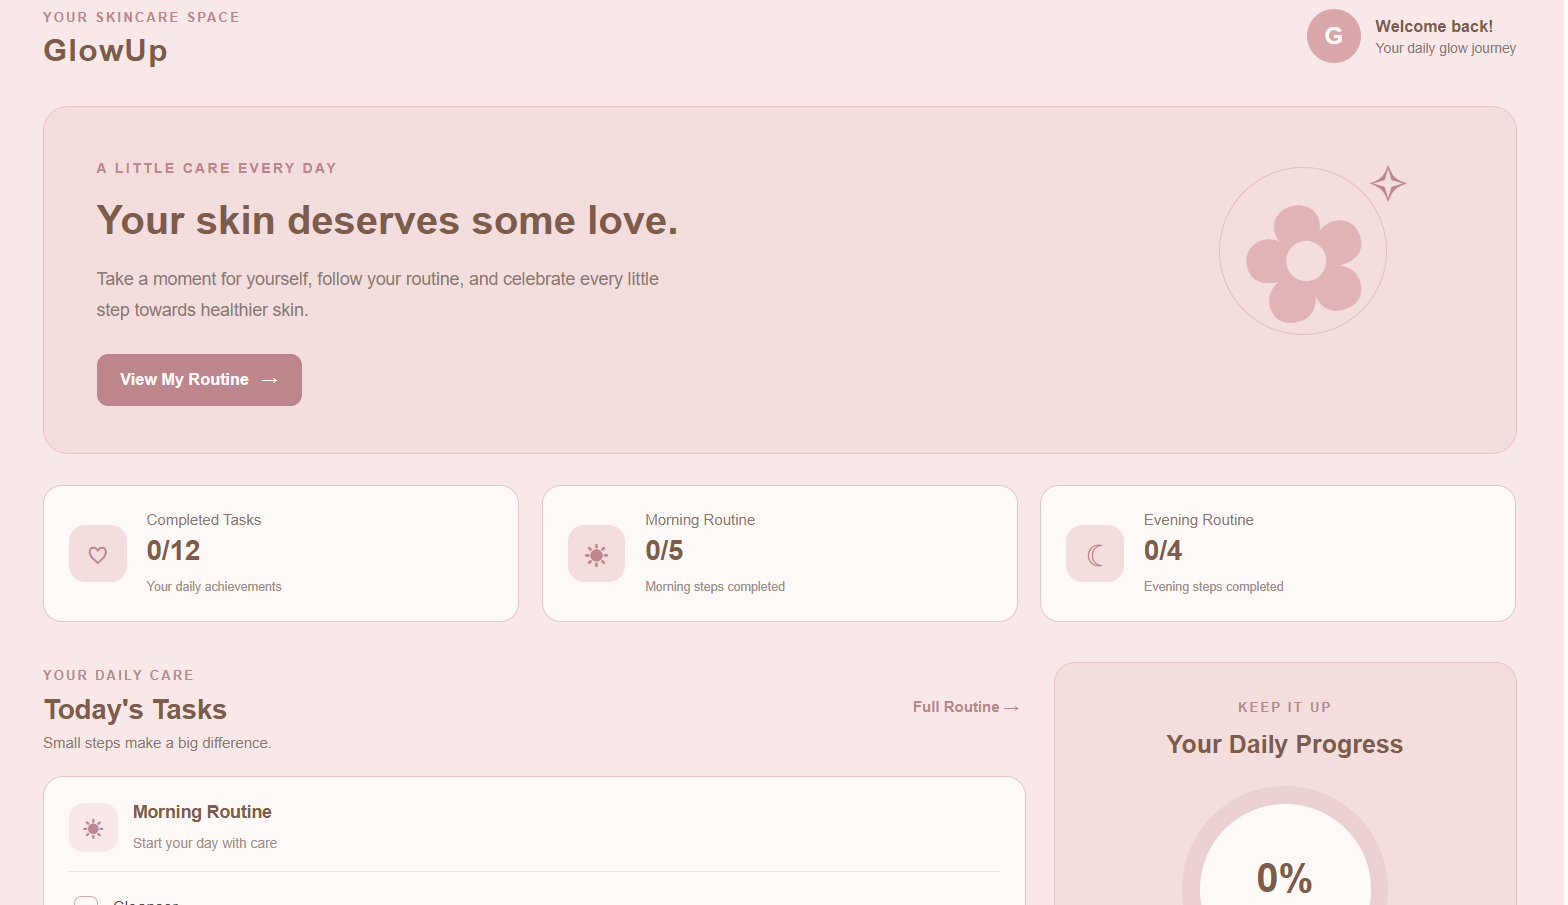 YOUR SKINCARE SPACE
GlowUp
G
Welcome back!
Your daily glow journey
A LITTLE CARE EVERY DAY
Your skin deserves some love.
Take a moment for yourself, follow your routine, and celebrate every little
step towards healthier skin.
View My Routine →
Completed Tasks
0/12
Your daily achievements
Morning Routine
0/5
Morning steps completed
Evening Routine
0/4
Evening steps completed
YOUR DAILY CARE
Today's Tasks
Small steps make a big difference.
Full Routine →
Morning Routine
Start your day with care
Cleanser
KEEP IT UP
Your Daily Progress
0%